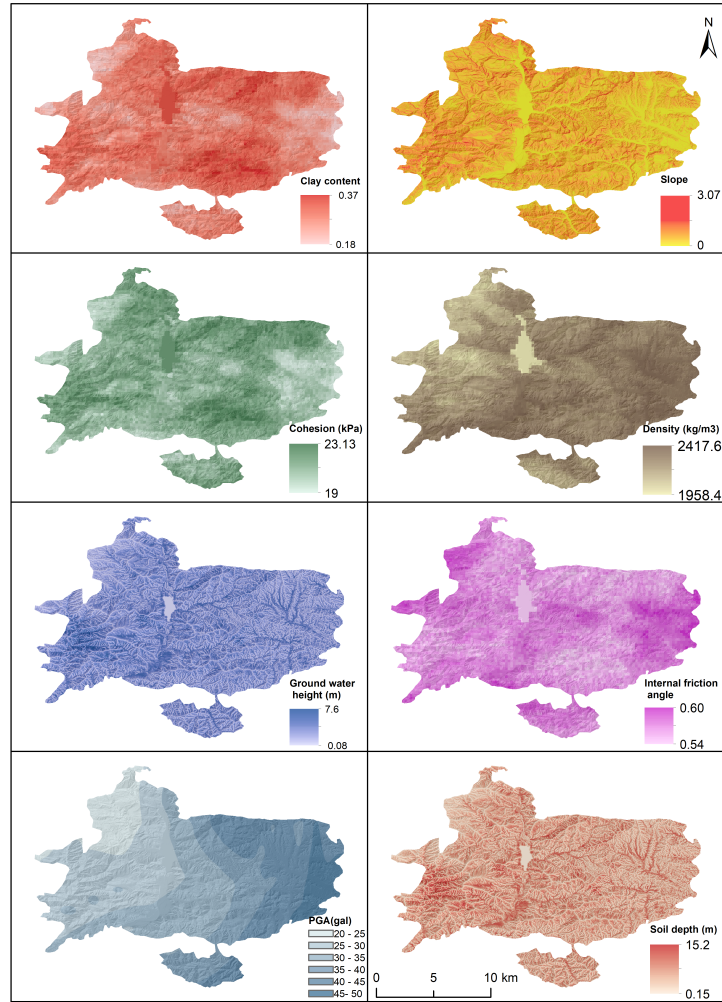 N
Clay content
0.37
0.18
Slope
3.07
0
Cohesion (kPa)
23.13
19
Density (kg/m3)
2417.6
1958.4
Ground water
height (m)
7.6
0.08
Internal friction
angle
0.60
0.54
PGA(gal)
20 - 25
25 - 30
30 - 35
35 - 40
40 - 45
45- 50
0 5 10 km
Soil depth (m)
15.2
0.15